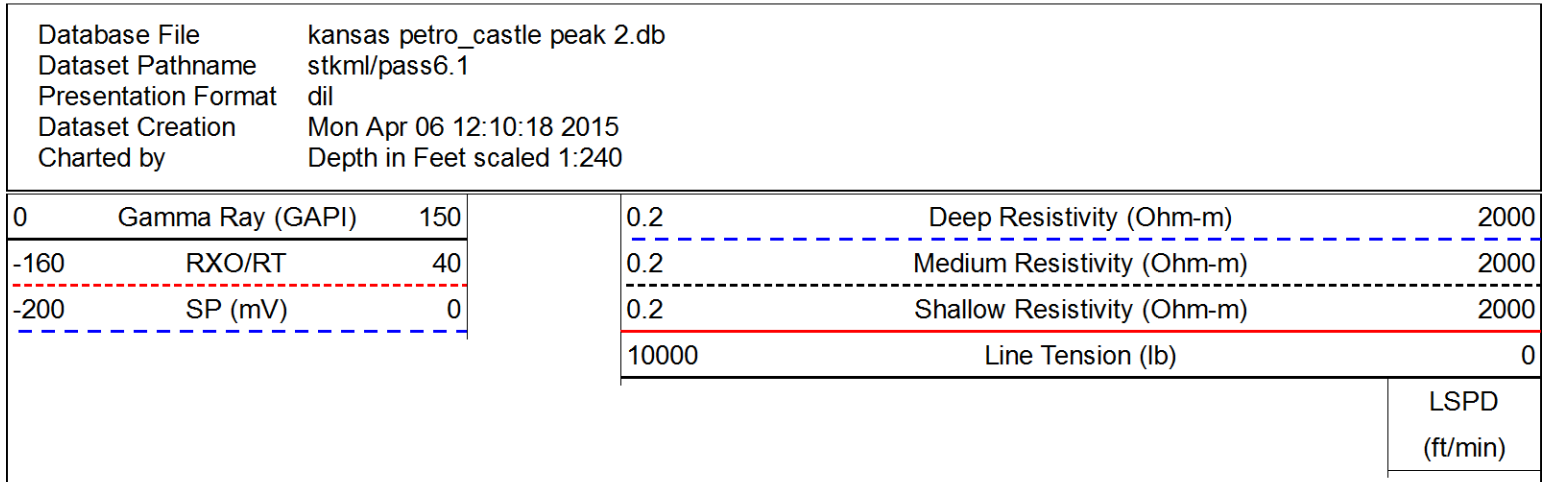 Database File kansas petro_castle peak 2.db
Dataset Pathname stkml/pass6.1
Presentation Format dil
Dataset Creation Mon Apr 06 12:10:18 2015
Charted by Depth in Feet scaled 1:240
0 Gamma Ray (GAPI) 150
-160 RXO/RT 40
-200 SP (mV) 0
0.2 Deep Resistivity (Ohm-m) 2000
0.2 Medium Resistivity (Ohm-m) 2000
0.2 Shallow Resistivity (Ohm-m) 2000
10000 Line Tension (lb) 0
LSPD
(ft/min)